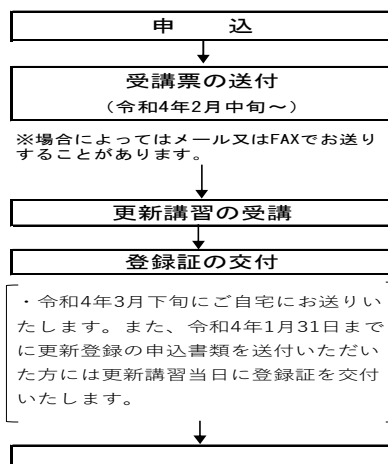 申　　込
受講票の送付
（令和4年2月中旬～）
※場合によってはメール又はFAXでお送り
することがあります。
更新講習の受講
登録証の交付
・令和4年3月下旬にご自宅にお送りい
たします。また、令和4年1月31日まで
に更新登録の申込書類を送付いただい
た方には更新講習当日に登録証を交付
いたします。